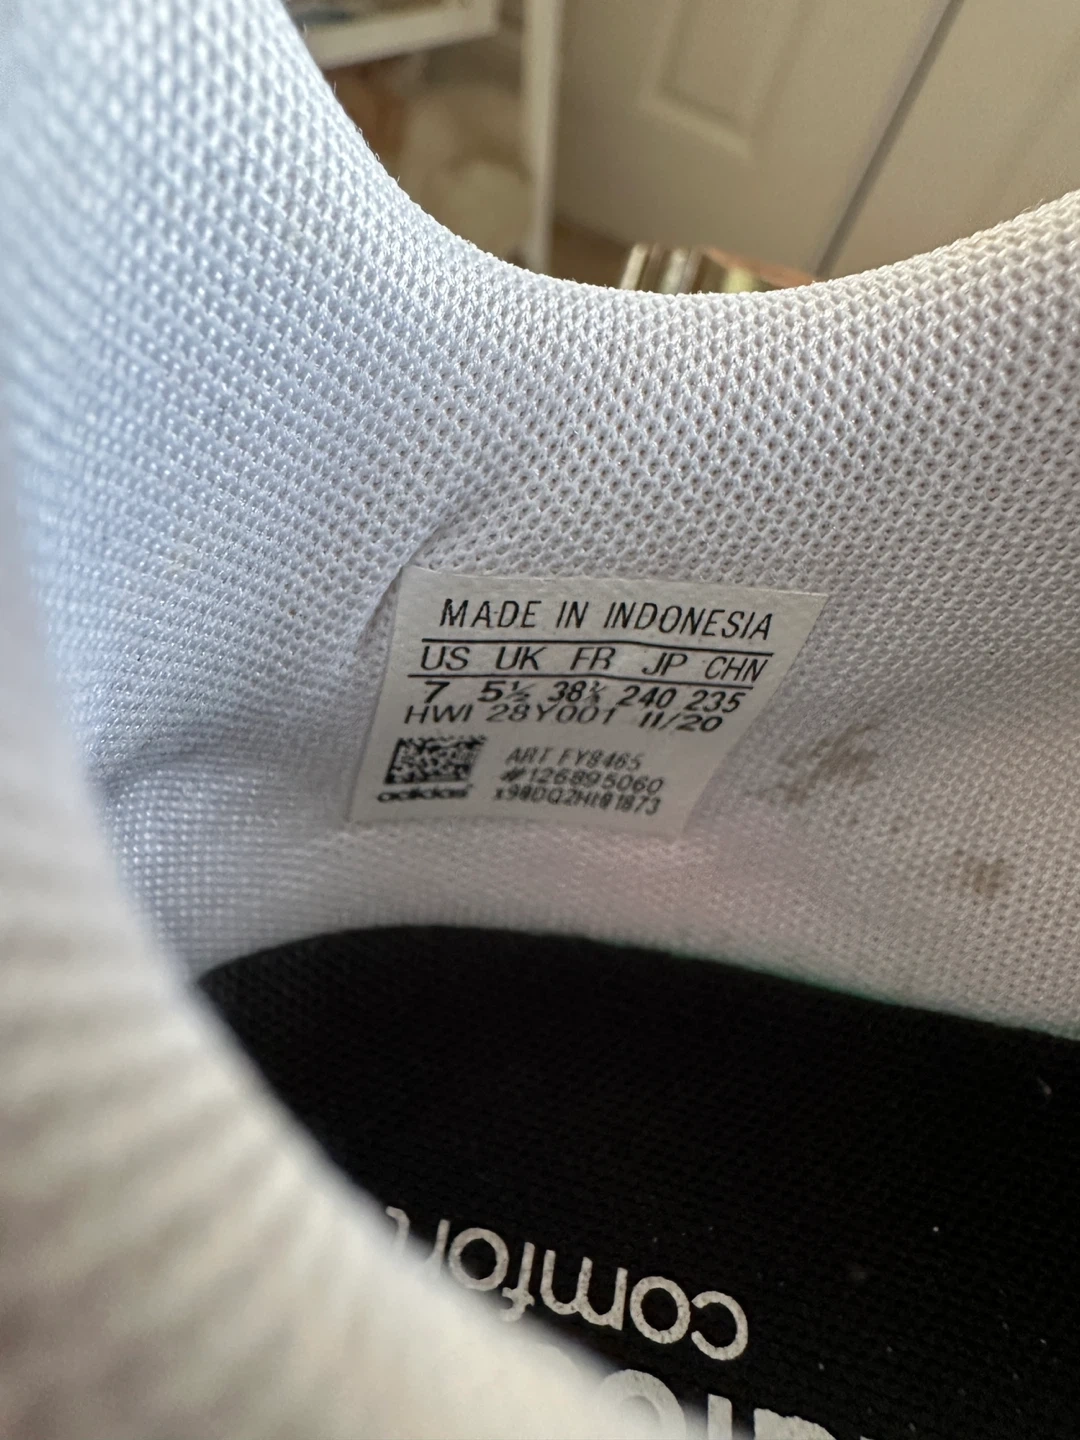 MADE IN INDONESIA
US UK FR JP CHN
7 5½ 38⅔ 240 235
HWI 28Y001 11/20
ART FY8465
#126895060
adidas
comfort